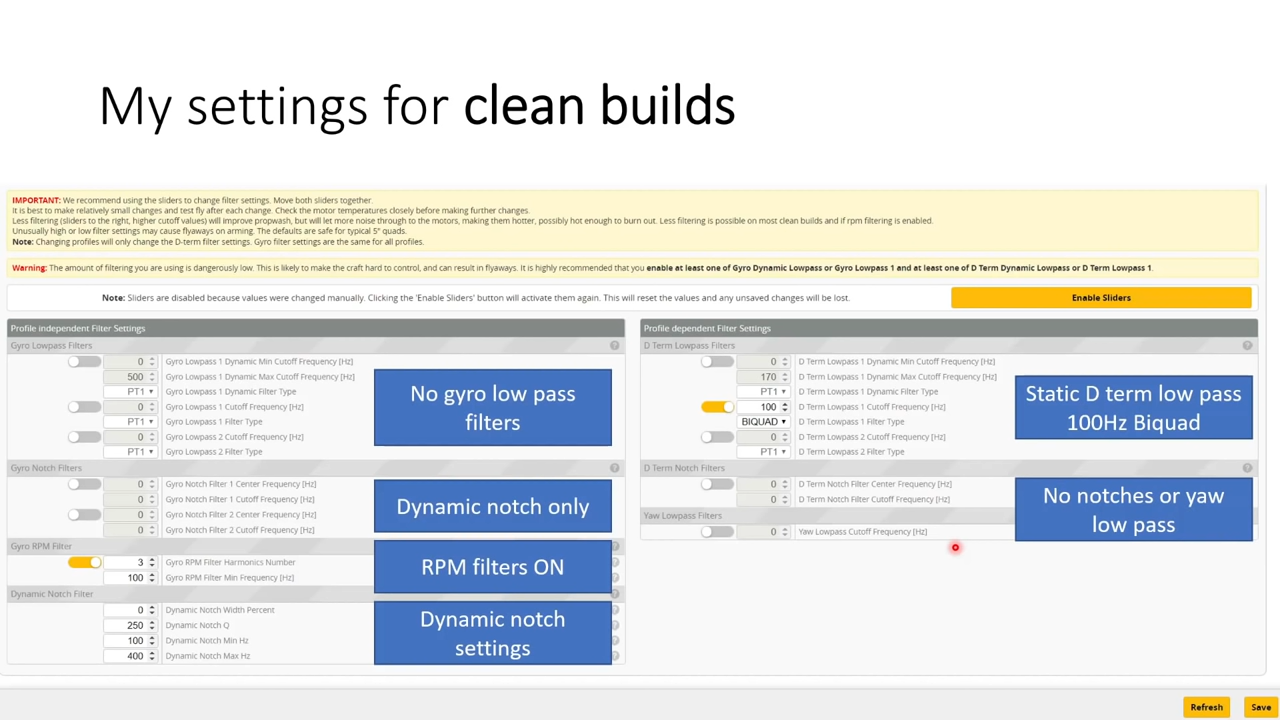 My settings for clean builds
IMPORTANT: We recommend using the sliders to change filter settings. Move both sliders together.
It is best to make relatively small changes and test fly after each change. Check the motor temperatures closely before making further changes.
Less filtering (sliders to the right, higher cutoff values) will improve propwash, but will let more noise through to the motors, making them hotter, possibly hot enough to burn out. Less filtering is possible on most clean builds and if rpm filtering is enabled.
Unusually high or low filter settings may cause flyaways on arming. The defaults are safe for typical 5" quads.
Note: Changing profiles will only change the D-term filter settings. Gyro filter settings are the same for all profiles.
Warning: The amount of filtering you are using is dangerously low. This is likely to make the craft hard to control, and can result in flyaways. It is highly recommended that you enable at least one of Gyro Dynamic Lowpass or Gyro Lowpass 1 and at least one of D Term Dynamic Lowpass or D Term Lowpass 1.
Note: Sliders are disabled because values were changed manually. Clicking the 'Enable Sliders' button will activate them again. This will reset the values and any unsaved changes will be lost.
Enable Sliders
Profile independent Filter Settings
Gyro Lowpass Filters
0 Gyro Lowpass 1 Dynamic Min Cutoff Frequency [Hz]
500 Gyro Lowpass 1 Dynamic Max Cutoff Frequency [Hz]
PT1 Gyro Lowpass 1 Dynamic Filter Type
0 Gyro Lowpass 1 Cutoff Frequency [Hz]
PT1 Gyro Lowpass 1 Filter Type
0 Gyro Lowpass 2 Cutoff Frequency [Hz]
PT1 Gyro Lowpass 2 Filter Type
No gyro low pass
filters
Gyro Notch Filters
0 Gyro Notch Filter 1 Center Frequency [Hz]
0 Gyro Notch Filter 1 Cutoff Frequency [Hz]
0 Gyro Notch Filter 2 Center Frequency [Hz]
0 Gyro Notch Filter 2 Cutoff Frequency [Hz]
Dynamic notch only
Gyro RPM Filter
3 Gyro RPM Filter Harmonics Number
100 Gyro RPM Filter Min Frequency [Hz]
RPM filters ON
Dynamic Notch Filter
0 Dynamic Notch Width Percent
250 Dynamic Notch Q
100 Dynamic Notch Min Hz
400 Dynamic Notch Max Hz
Dynamic notch
settings
Profile dependent Filter Settings
D Term Lowpass Filters
0 D Term Lowpass 1 Dynamic Min Cutoff Frequency [Hz]
170 D Term Lowpass 1 Dynamic Max Cutoff Frequency [Hz]
PT1 D Term Lowpass 1 Dynamic Filter Type
100 D Term Lowpass 1 Cutoff Frequency [Hz]
BIQUAD D Term Lowpass 1 Filter Type
0 D Term Lowpass 2 Cutoff Frequency [Hz]
PT1 D Term Lowpass 2 Filter Type
Static D term low pass
100Hz Biquad
D Term Notch Filters
0 D Term Notch Filter Center Frequency [Hz]
0 D Term Notch Filter Cutoff Frequency [Hz]
Yaw Lowpass Filters
0 Yaw Lowpass Cutoff Frequency [Hz]
No notches or yaw
low pass
Refresh
Save